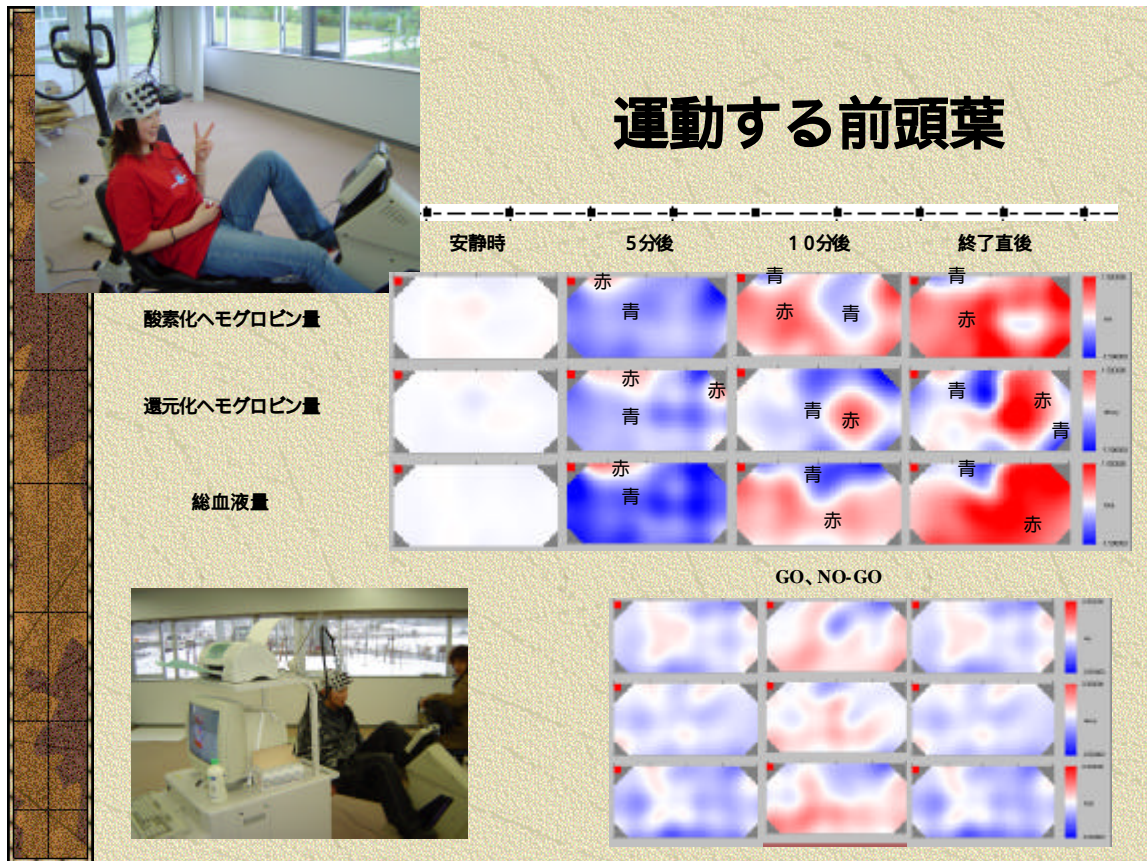 運動する前頭葉
安静時 5分後 10分後 終了直後
酸素化ヘモグロビン量
赤 青 青 赤 青 青 赤
還元化ヘモグロビン量
赤 青 赤 青 赤 青 赤 青
総血液量
赤 青 青 赤 青 赤
GO、NO-GO